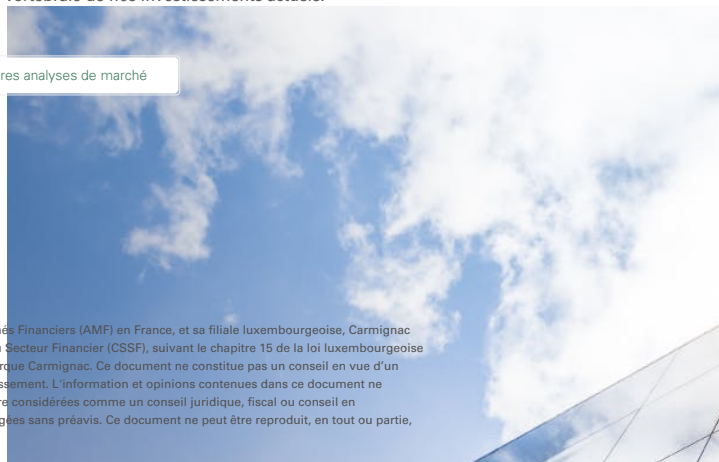 vertébrale de nos investissements actuels.
res analyses de marché
és Financiers (AMF) en France, et sa filiale luxembourgeoise, Carmignac
u Secteur Financier (CSSF), suivant le chapitre 15 de la loi luxembourgeoise
rque Carmignac. Ce document ne constitue pas un conseil en vue d'un
ssement. L'information et opinions contenues dans ce document ne
re considérées comme un conseil juridique, fiscal ou conseil en
gées sans préavis. Ce document ne peut être reproduit, en tout ou partie,